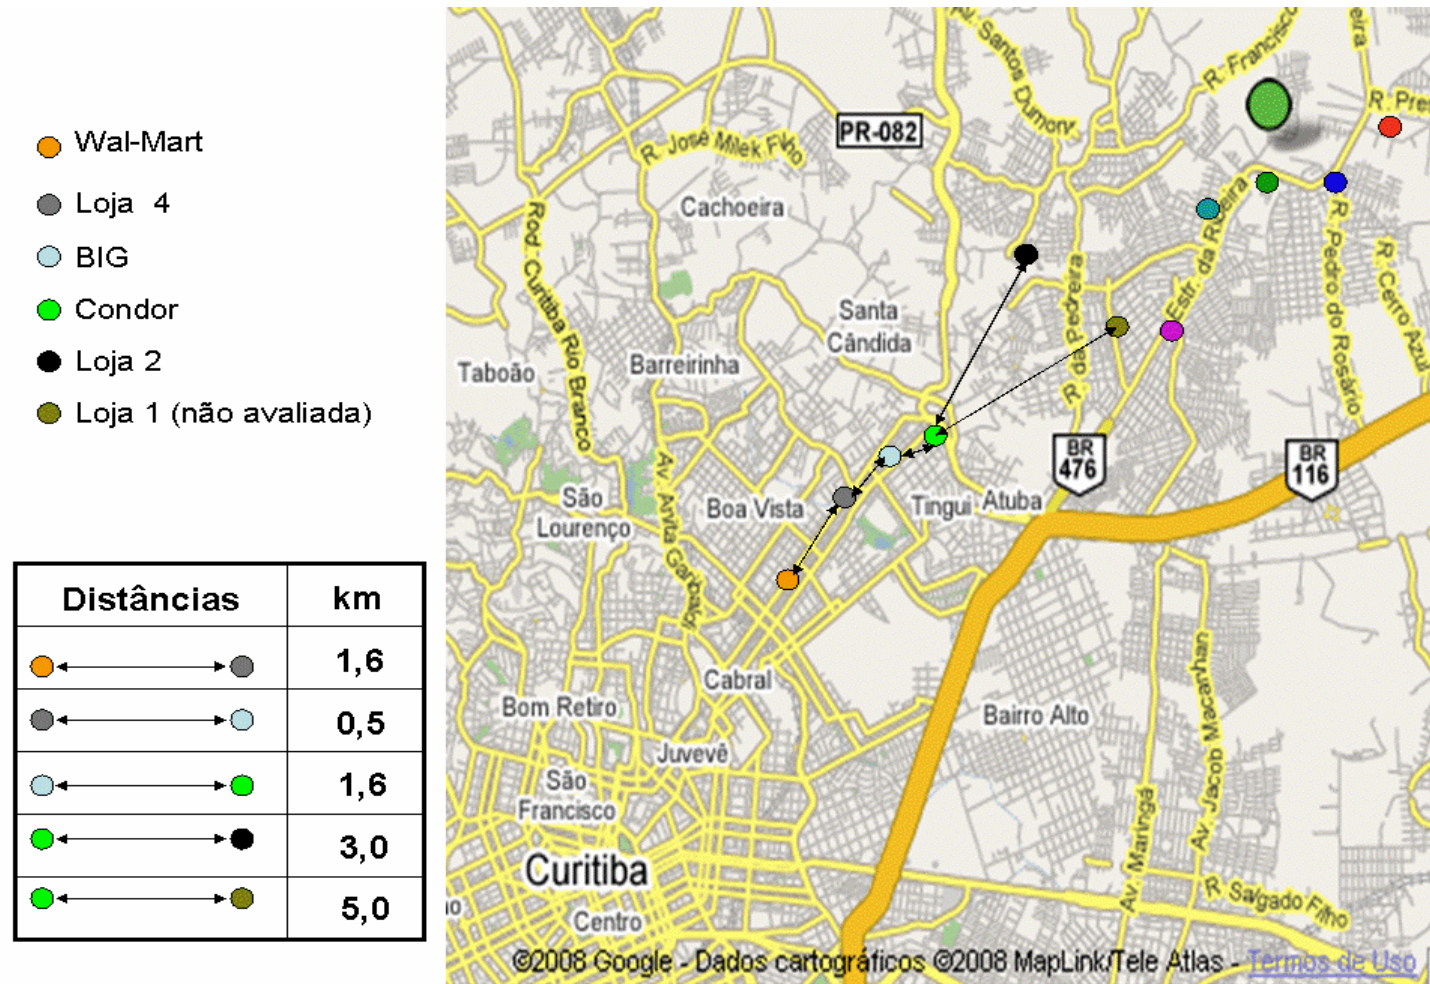 Wal-Mart
Loja 4
BIG
Condor
Loja 2
Loja 1 (não avaliada)
Distâncias km
1,6
0,5
1,6
3,0
5,0
Av. Santos Dumont
R. Francisco
eira
R. Pres
PR-082
R. José Milek Filho
Cachoeira
Rod. Curitiba Rio Branco
Estr. da Ribeira
R. Pedro do Rosário
R. Cerro Azul
R. da Pedreira
Santa
Cândida
Taboão
Barreirinha
BR
476
BR
116
São
Lourenço
Av. Anita Garibaldi
Boa Vista
Tingui
Atuba
Cabral
Bom Retiro
Juvevê
Bairro Alto
Av. Maringá
Av. Jacob Macanhan
São
Francisco
Curitiba
Centro
R. Salgado Filho
©2008 Google - Dados cartográficos ©2008 MapLink/Tele Atlas - Termos de Uso